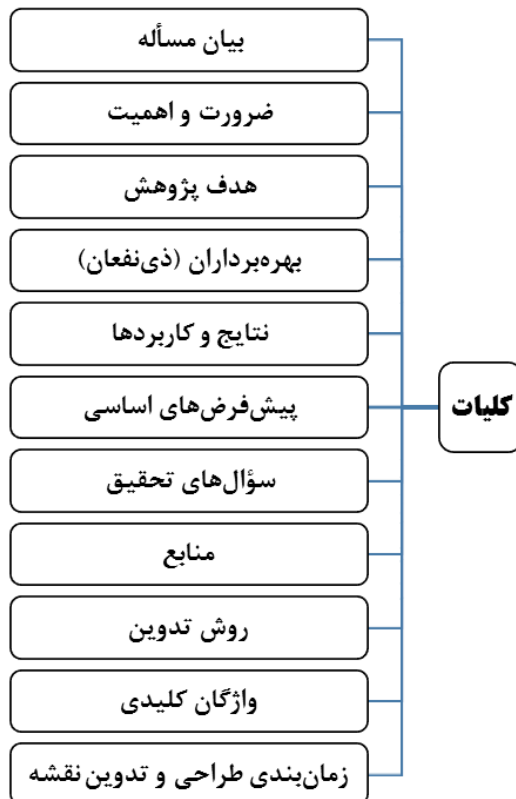 کلیات
بیان مسأله
ضرورت و اهمیت
هدف پژوهش
بهره‌برداران (ذی‌نفعان)
نتایج و کاربردها
پیش‌فرض‌های اساسی
سؤال‌های تحقیق
منابع
روش تدوین
واژگان کلیدی
زمان‌بندی طراحی و تدوین نقشه